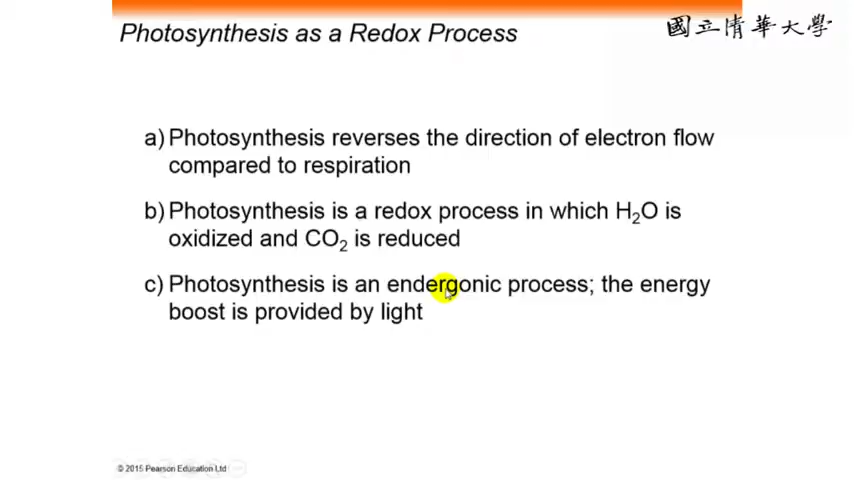 Photosynthesis as a Redox Process
國立清華大學
a) Photosynthesis reverses the direction of electron flow
compared to respiration
b) Photosynthesis is a redox process in which H₂O is
oxidized and CO₂ is reduced
c) Photosynthesis is an endergonic process; the energy
boost is provided by light
© 2015 Pearson Education Ltd